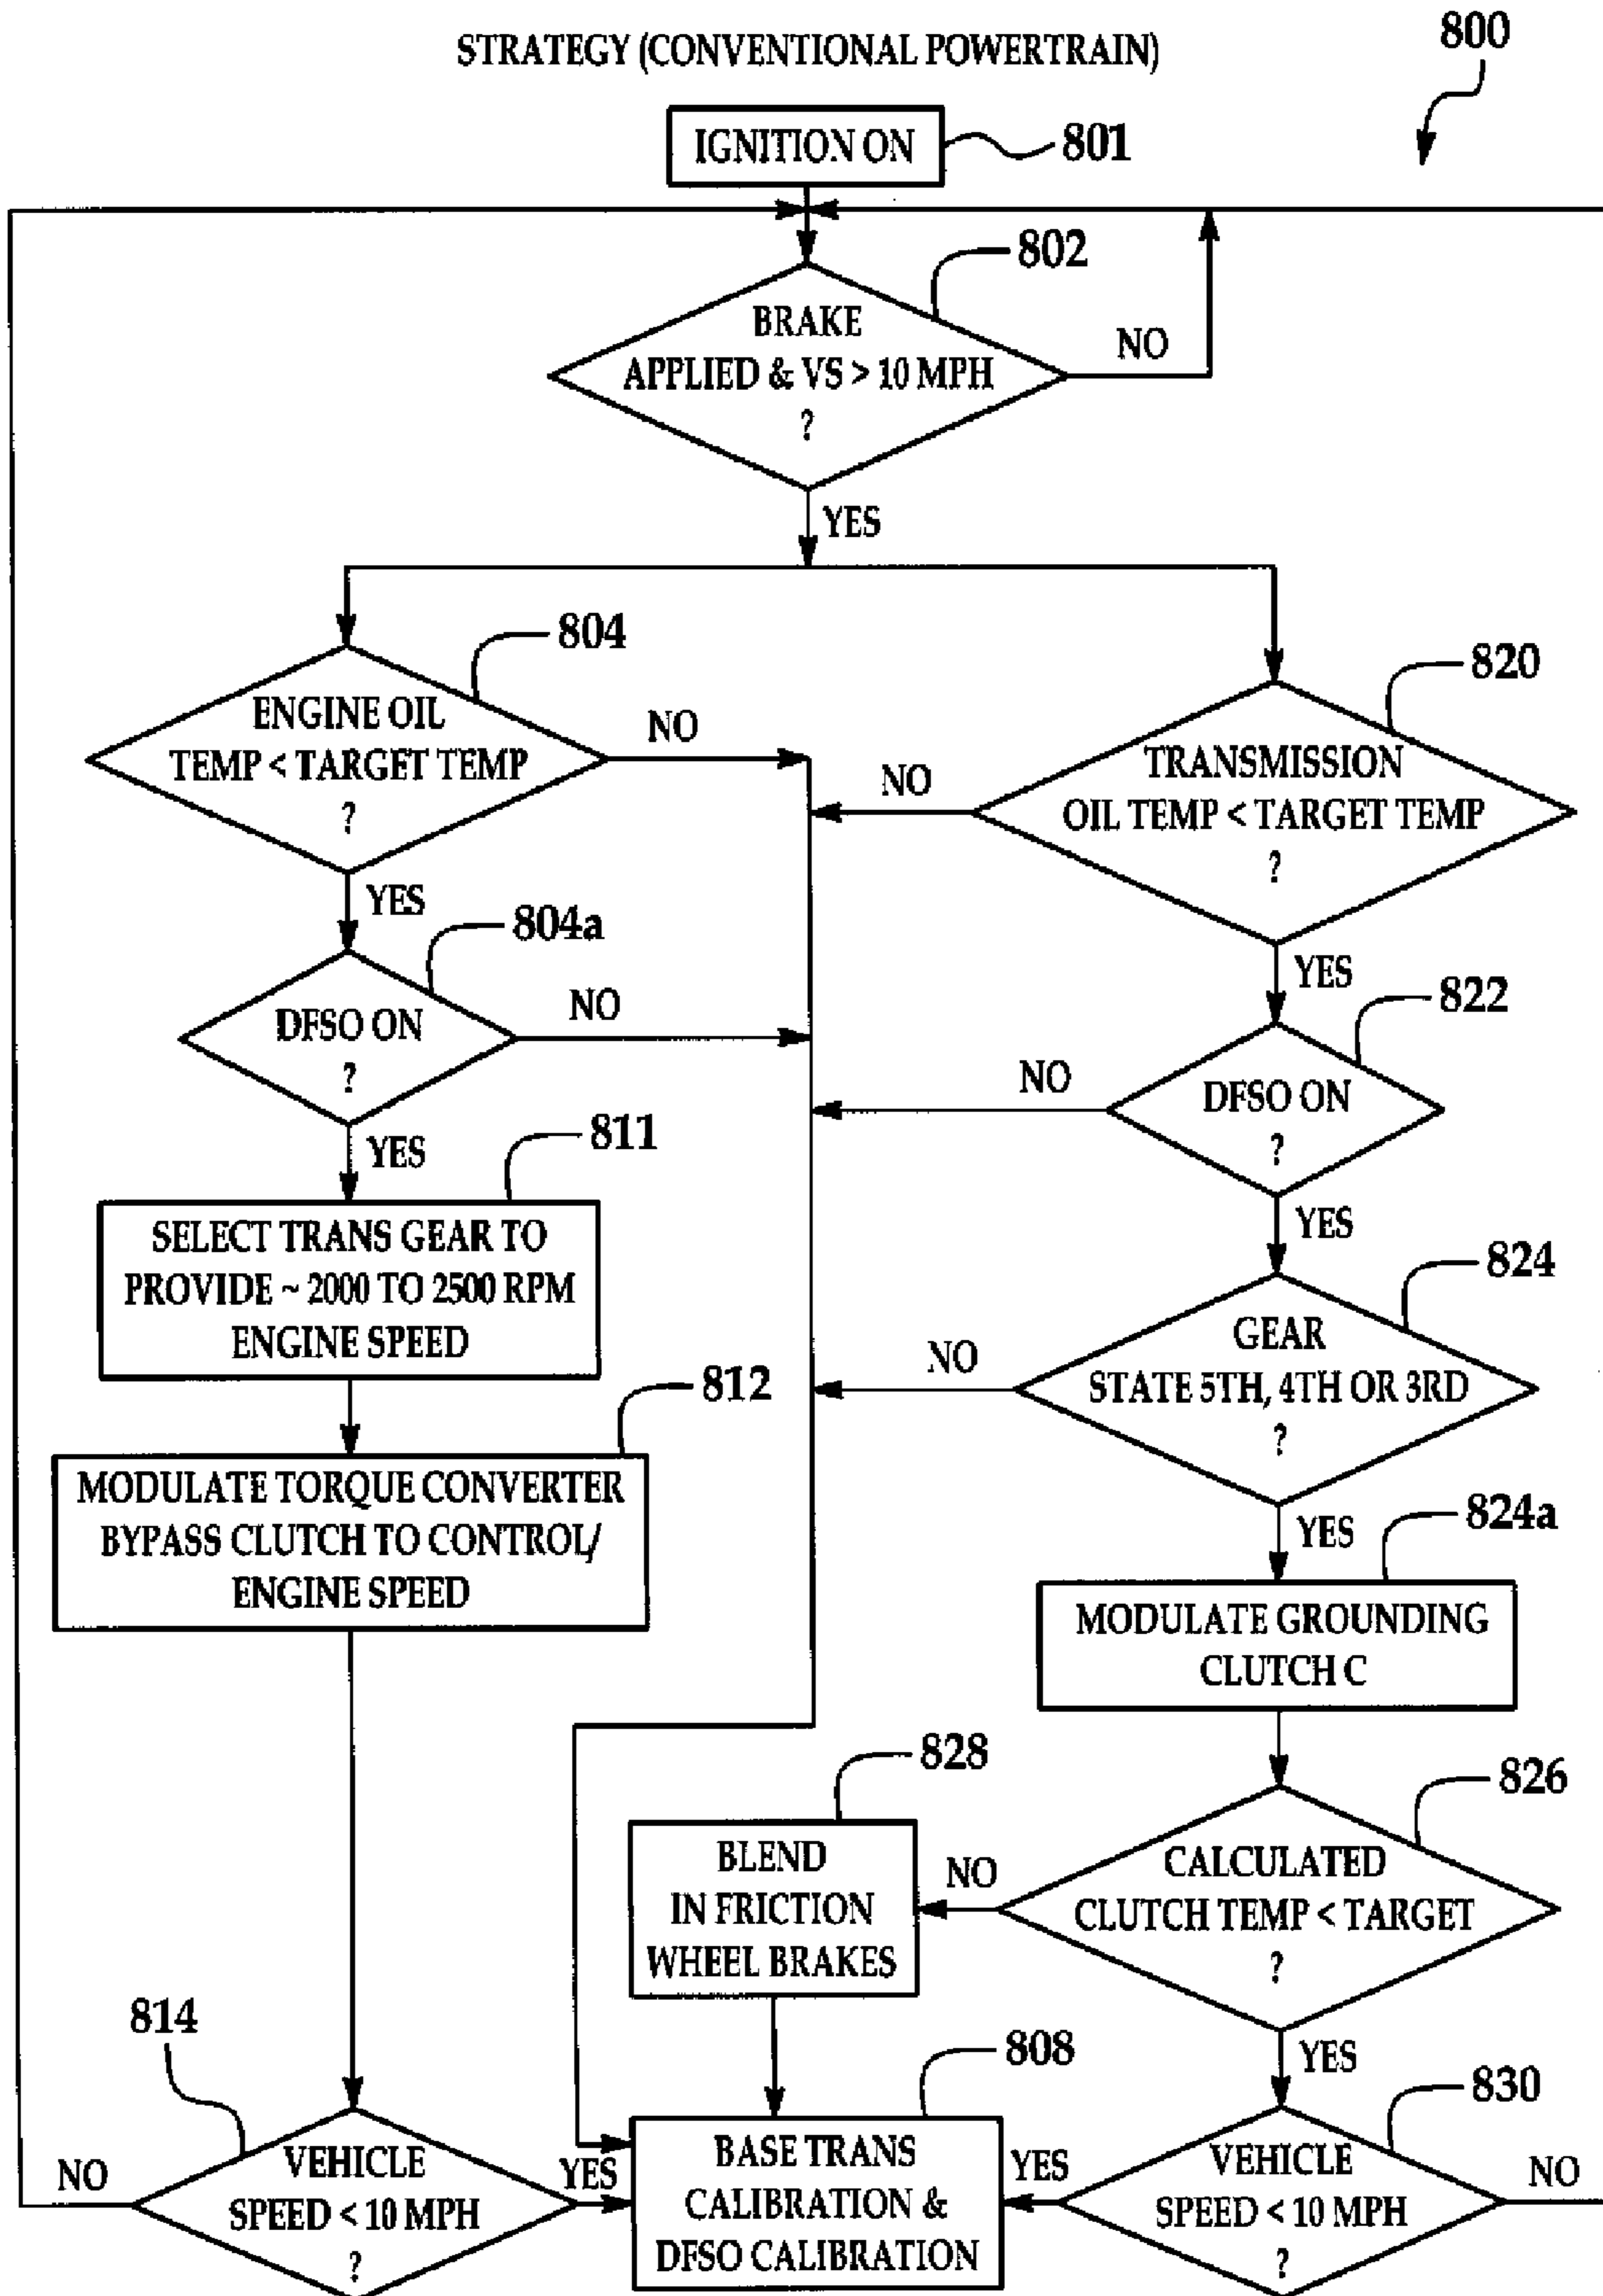 STRATEGY (CONVENTIONAL POWERTRAIN)
800
IGNITION ON
801
802
BRAKE
APPLIED & VS > 10 MPH
?
NO
YES
804
ENGINE OIL
TEMP < TARGET TEMP
?
NO
YES
820
TRANSMISSION
OIL TEMP < TARGET TEMP
?
NO
YES
804a
DFSO ON
?
NO
YES
822
DFSO ON
?
NO
YES
811
SELECT TRANS GEAR TO
PROVIDE ~ 2000 TO 2500 RPM
ENGINE SPEED
824
GEAR
STATE 5TH, 4TH OR 3RD
?
NO
YES
812
MODULATE TORQUE CONVERTER
BYPASS CLUTCH TO CONTROL/
ENGINE SPEED
824a
MODULATE GROUNDING
CLUTCH C
828
BLEND
IN FRICTION
WHEEL BRAKES
826
CALCULATED
CLUTCH TEMP < TARGET
?
NO
YES
814
VEHICLE
SPEED < 10 MPH
?
NO
YES
808
BASE TRANS
CALIBRATION &
DFSO CALIBRATION
830
VEHICLE
SPEED < 10 MPH
?
YES
NO